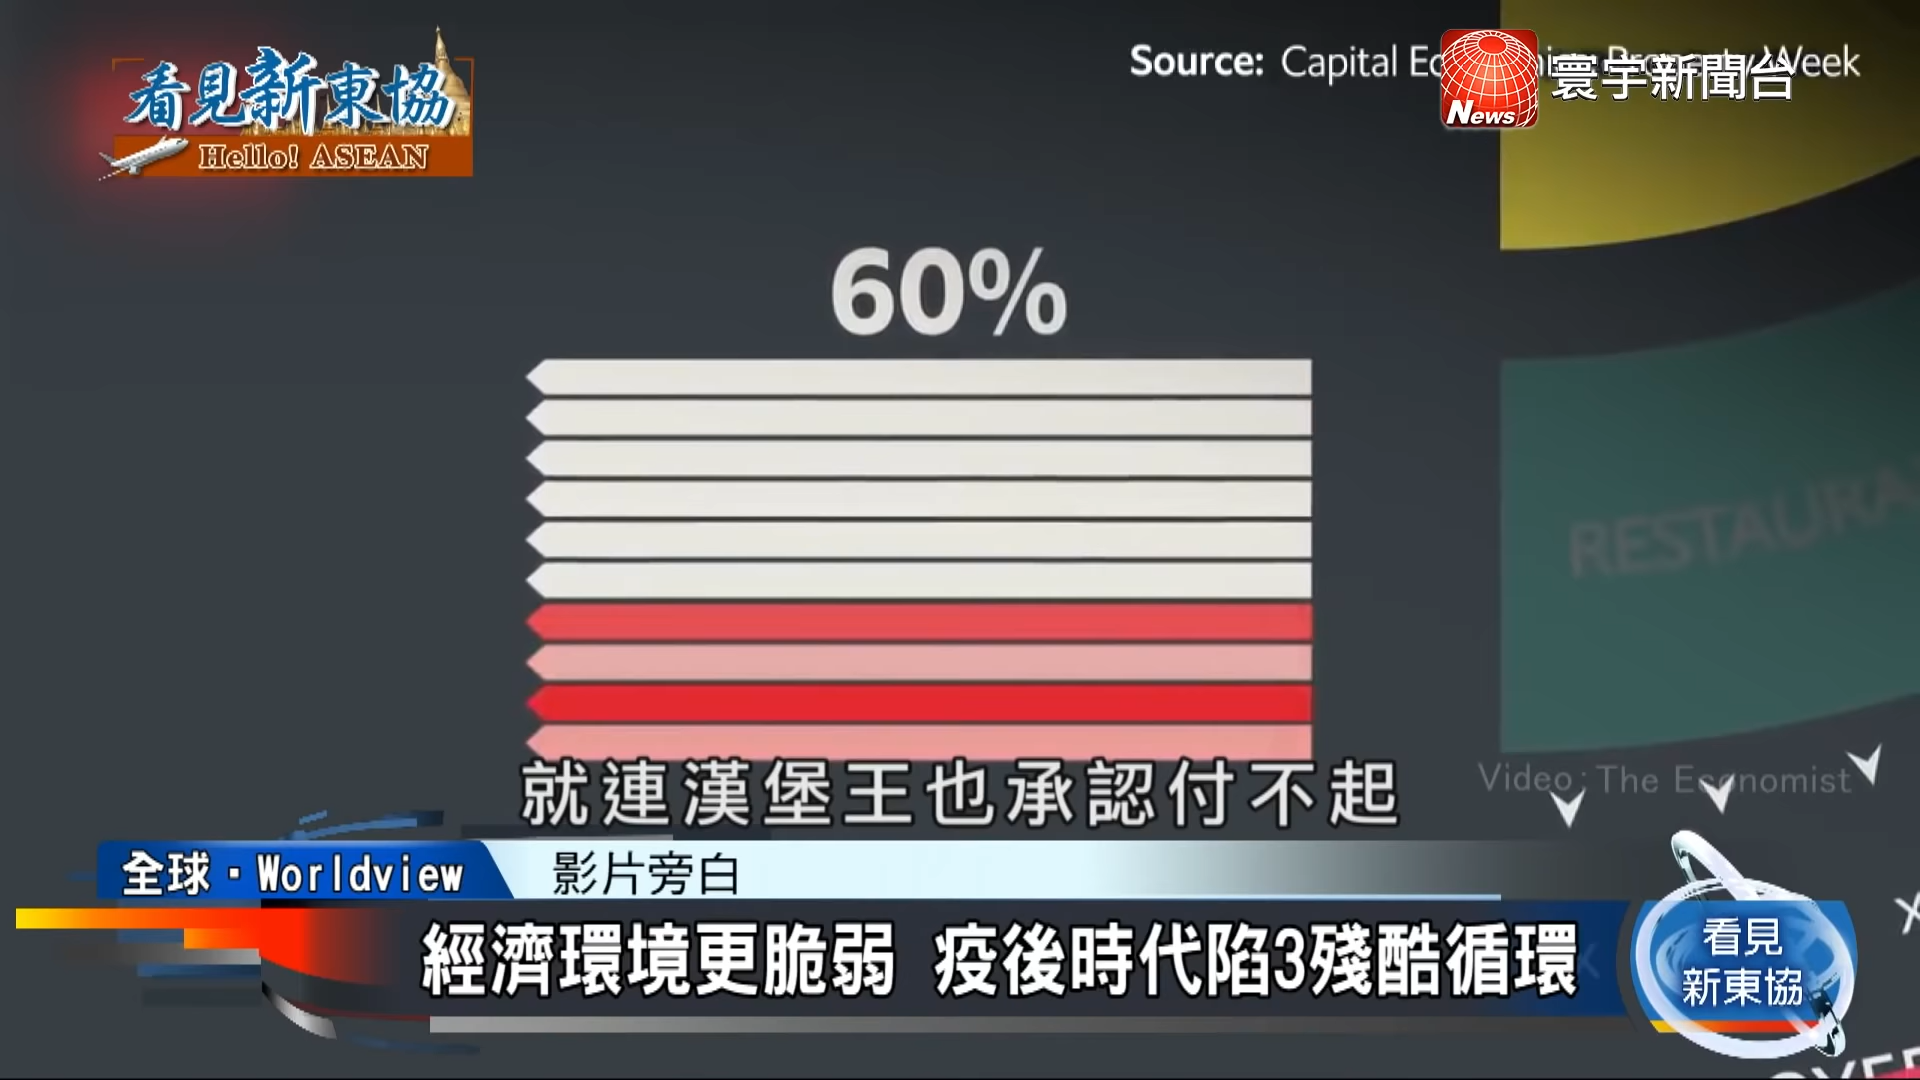 看見新東協
Hello! ASEAN
Source: Capital Ec Property Week
News 寰宇新聞台
60%
RESTAURA
就連漢堡王也承認付不起
Video: The Economist
全球·Worldview
影片旁白
經濟環境更脆弱 疫後時代陷3殘酷循環
看見
新東協